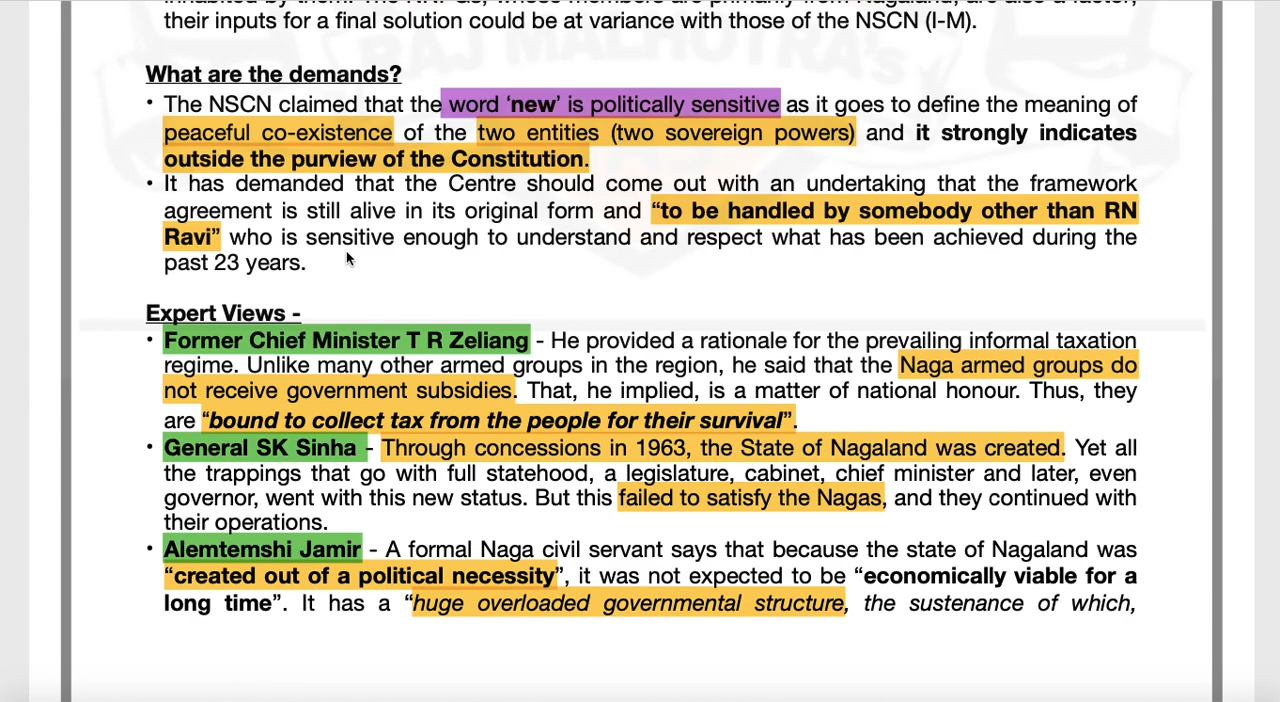 their inputs for a final solution could be at variance with those of the NSCN (I-M).
What are the demands?
• The NSCN claimed that the word ‘new’ is politically sensitive as it goes to define the meaning of
peaceful co-existence of the two entities (two sovereign powers) and it strongly indicates
outside the purview of the Constitution.
• It has demanded that the Centre should come out with an undertaking that the framework
agreement is still alive in its original form and “to be handled by somebody other than RN
Ravi” who is sensitive enough to understand and respect what has been achieved during the
past 23 years.
Expert Views -
• Former Chief Minister T R Zeliang - He provided a rationale for the prevailing informal taxation
regime. Unlike many other armed groups in the region, he said that the Naga armed groups do
not receive government subsidies. That, he implied, is a matter of national honour. Thus, they
are “bound to collect tax from the people for their survival”.
• General SK Sinha - Through concessions in 1963, the State of Nagaland was created. Yet all
the trappings that go with full statehood, a legislature, cabinet, chief minister and later, even
governor, went with this new status. But this failed to satisfy the Nagas, and they continued with
their operations.
• Alemtemshi Jamir - A formal Naga civil servant says that because the state of Nagaland was
“created out of a political necessity”, it was not expected to be “economically viable for a
long time”. It has a “huge overloaded governmental structure, the sustenance of which,